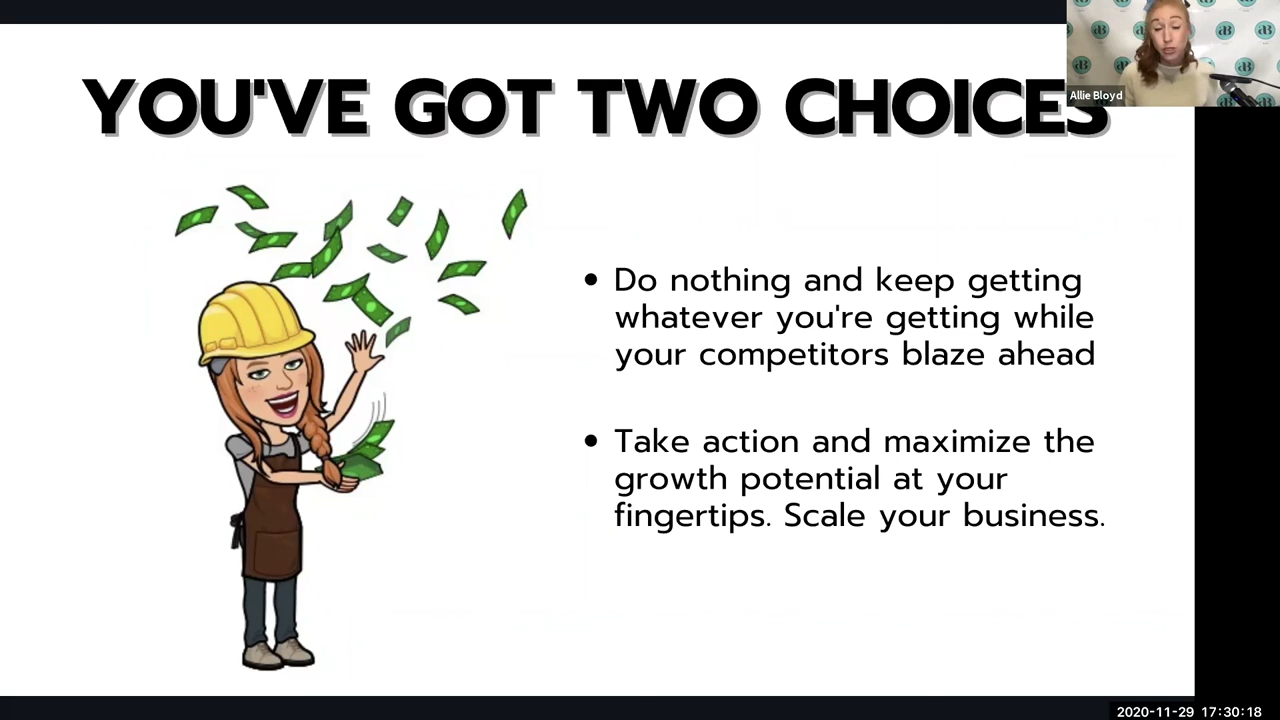 YOU'VE GOT TWO CHOICES
Allie Bloyd
• Do nothing and keep getting
whatever you're getting while
your competitors blaze ahead
• Take action and maximize the
growth potential at your
fingertips. Scale your business.
2020-11-29 17:30:18